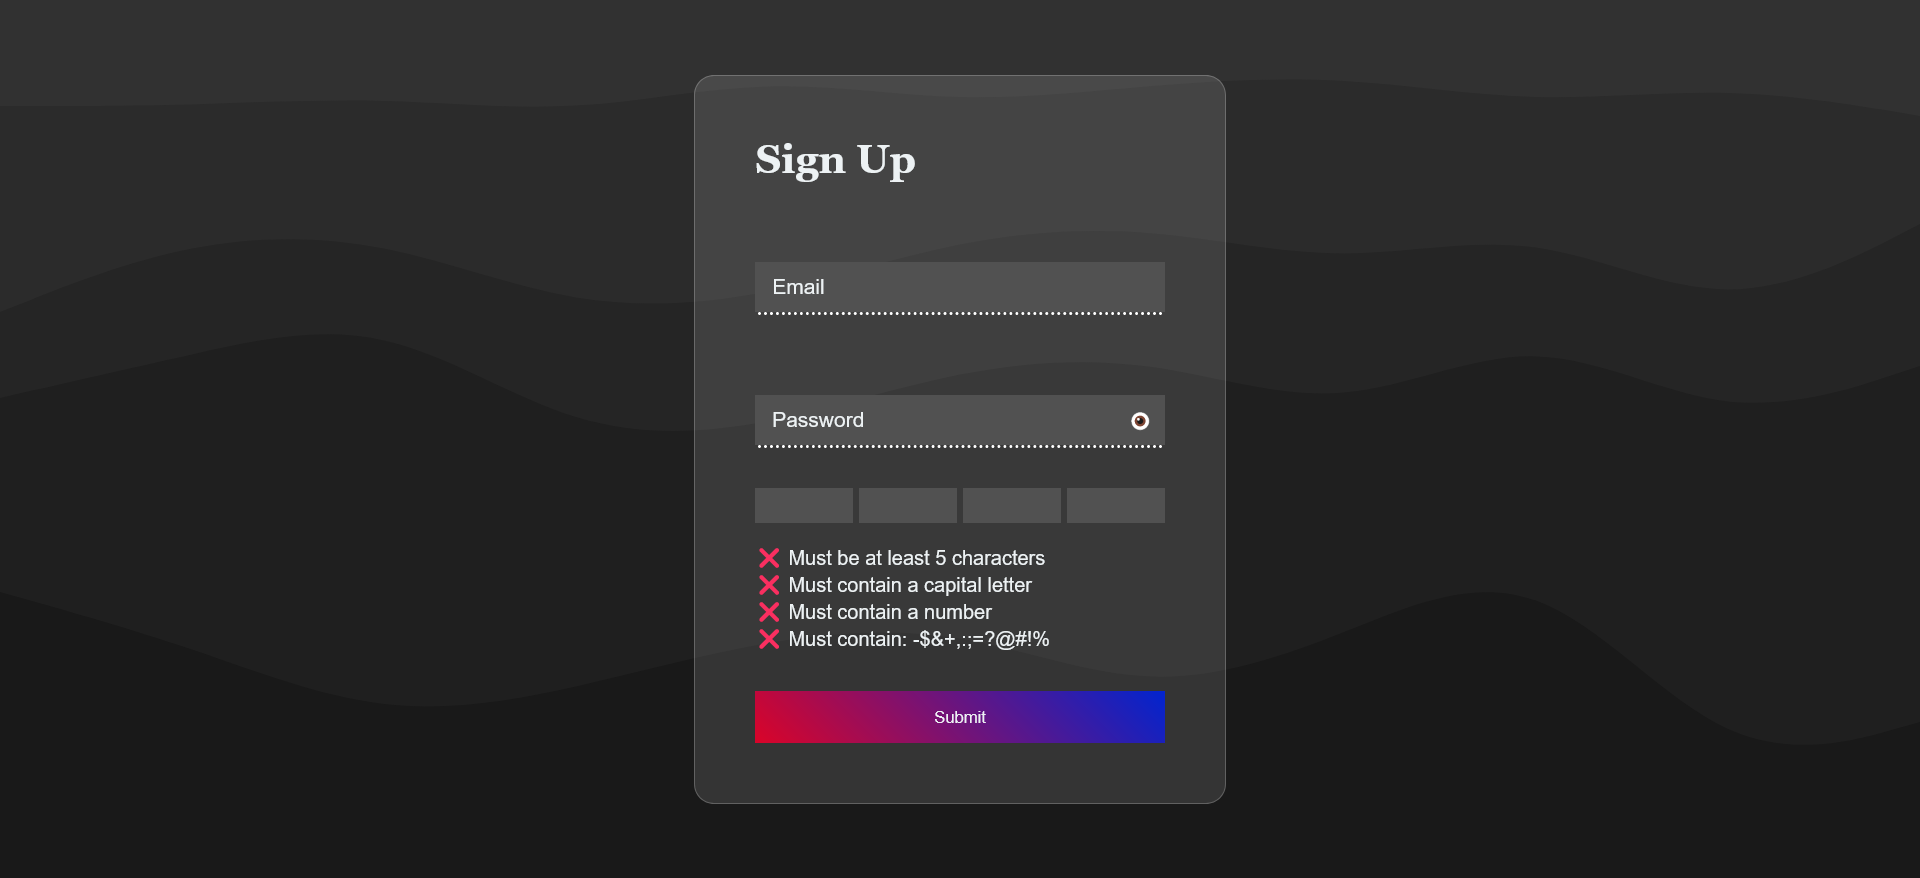 Sign Up
Email
Password
Must be at least 5 characters
Must contain a capital letter
Must contain a number
Must contain: -$&+,:;=?@#!%
Submit